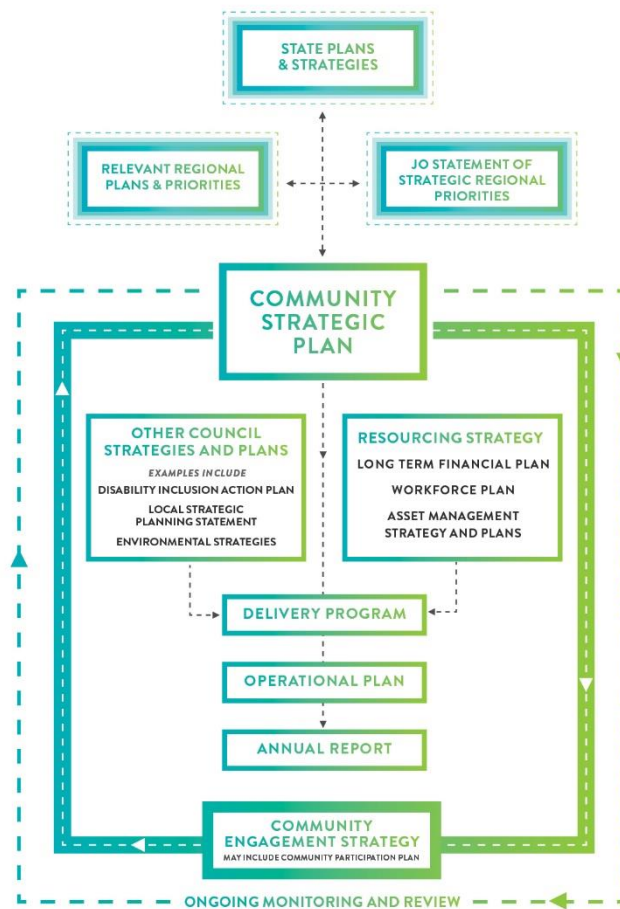 STATE PLANS
& STRATEGIES
RELEVANT REGIONAL
PLANS & PRIORITIES
JO STATEMENT OF
STRATEGIC REGIONAL
PRIORITIES
COMMUNITY
STRATEGIC
PLAN
OTHER COUNCIL
STRATEGIES AND PLANS
EXAMPLES INCLUDE
DISABILITY INCLUSION ACTION PLAN
LOCAL STRATEGIC
PLANNING STATEMENT
ENVIRONMENTAL STRATEGIES
RESOURCING STRATEGY
LONG TERM FINANCIAL PLAN
WORKFORCE PLAN
ASSET MANAGEMENT
STRATEGY AND PLANS
DELIVERY PROGRAM
OPERATIONAL PLAN
ANNUAL REPORT
COMMUNITY
ENGAGEMENT STRATEGY
MAY INCLUDE COMMUNITY PARTICIPATION PLAN
ONGOING MONITORING AND REVIEW